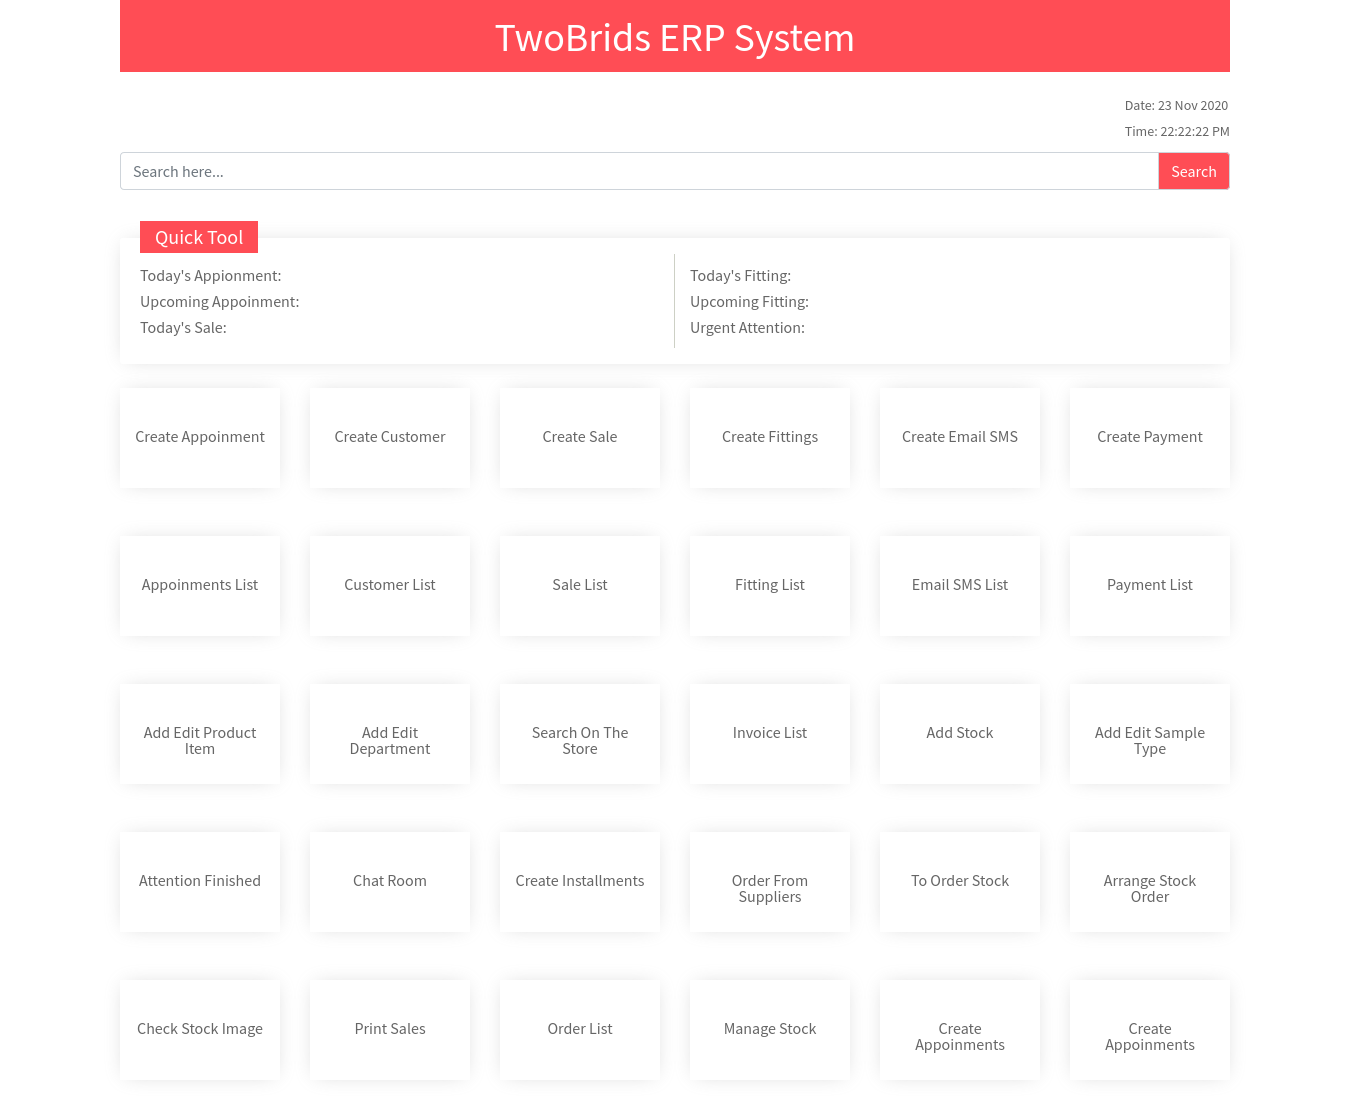 TwoBrids ERP System
Date: 23 Nov 2020
Time: 22:22:22 PM
Search here...
Search
Quick Tool
Today's Appionment:
Upcoming Appoinment:
Today's Sale:
Today's Fitting:
Upcoming Fitting:
Urgent Attention:
Create Appoinment
Create Customer
Create Sale
Create Fittings
Create Email SMS
Create Payment
Appoinments List
Customer List
Sale List
Fitting List
Email SMS List
Payment List
Add Edit Product
Item
Add Edit
Department
Search On The
Store
Invoice List
Add Stock
Add Edit Sample
Type
Attention Finished
Chat Room
Create Installments
Order From
Suppliers
To Order Stock
Arrange Stock
Order
Check Stock Image
Print Sales
Order List
Manage Stock
Create
Appoinments
Create
Appoinments